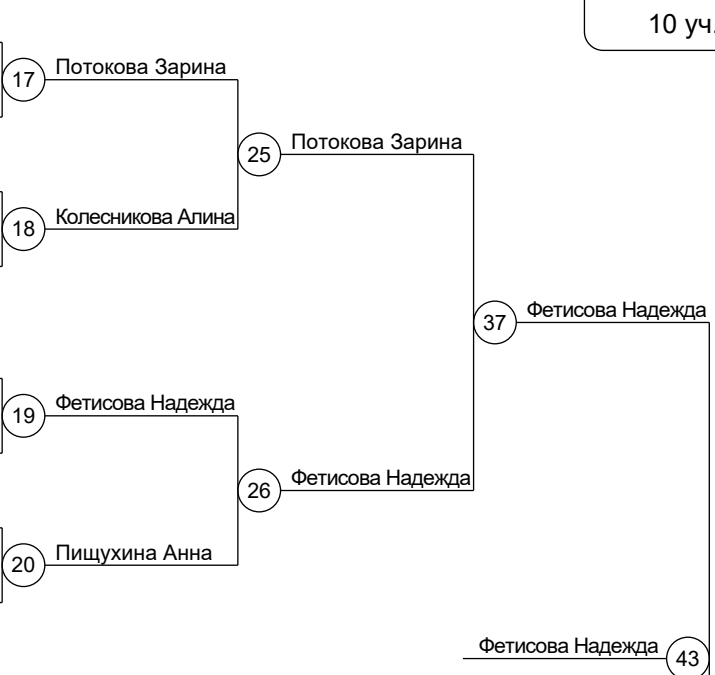 10 уч.
17 Потокова Зарина
25 Потокова Зарина
18 Колесникова Алина
37 Фетисова Надежда
19 Фетисова Надежда
26 Фетисова Надежда
20 Пищухина Анна
Фетисова Надежда 43